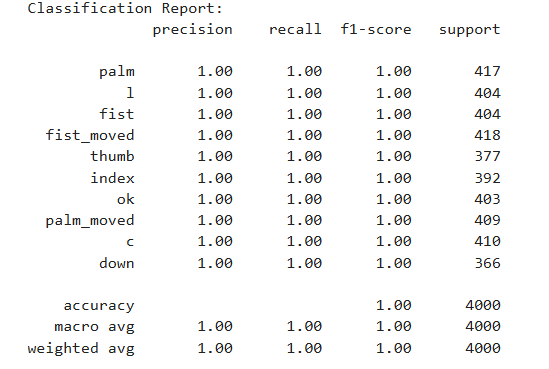 Classification Report:
precision recall f1-score support
palm 1.00 1.00 1.00 417
l 1.00 1.00 1.00 404
fist 1.00 1.00 1.00 404
fist_moved 1.00 1.00 1.00 418
thumb 1.00 1.00 1.00 377
index 1.00 1.00 1.00 392
ok 1.00 1.00 1.00 403
palm_moved 1.00 1.00 1.00 409
c 1.00 1.00 1.00 410
down 1.00 1.00 1.00 366
accuracy 1.00 4000
macro avg 1.00 1.00 1.00 4000
weighted avg 1.00 1.00 1.00 4000